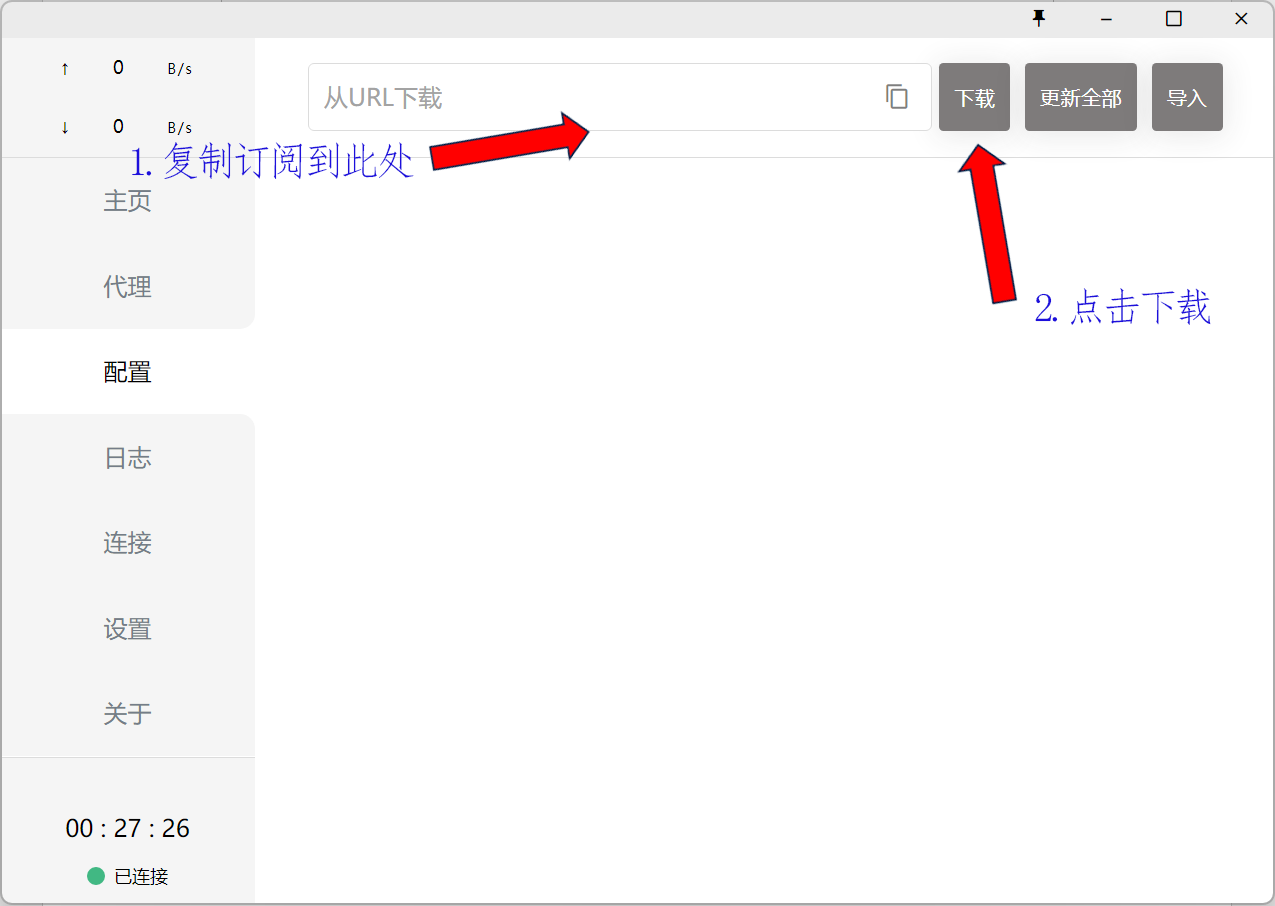 ↑ 0 B/s
↓ 0 B/s
从URL下载
下载
更新全部
导入
1. 复制订阅到此处
2. 点击下载
主页
代理
配置
日志
连接
设置
关于
00 : 27 : 26
已连接